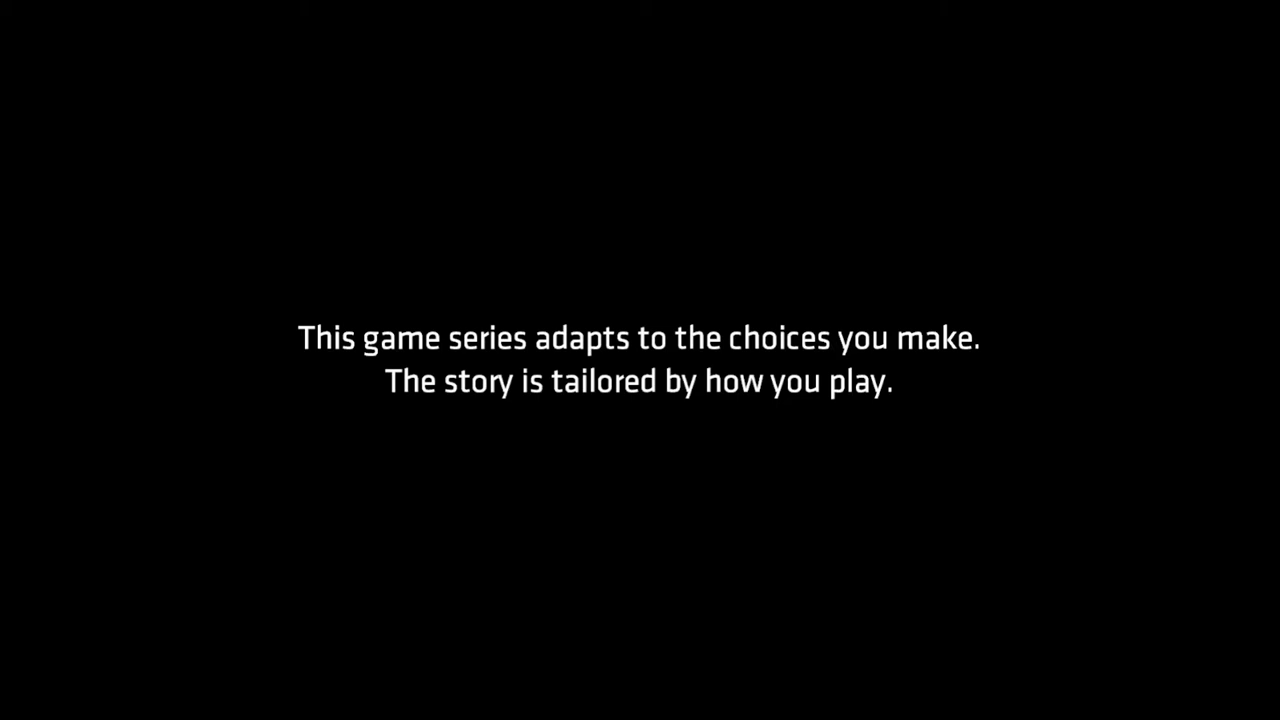 This game series adapts to the choices you make.
The story is tailored by how you play.